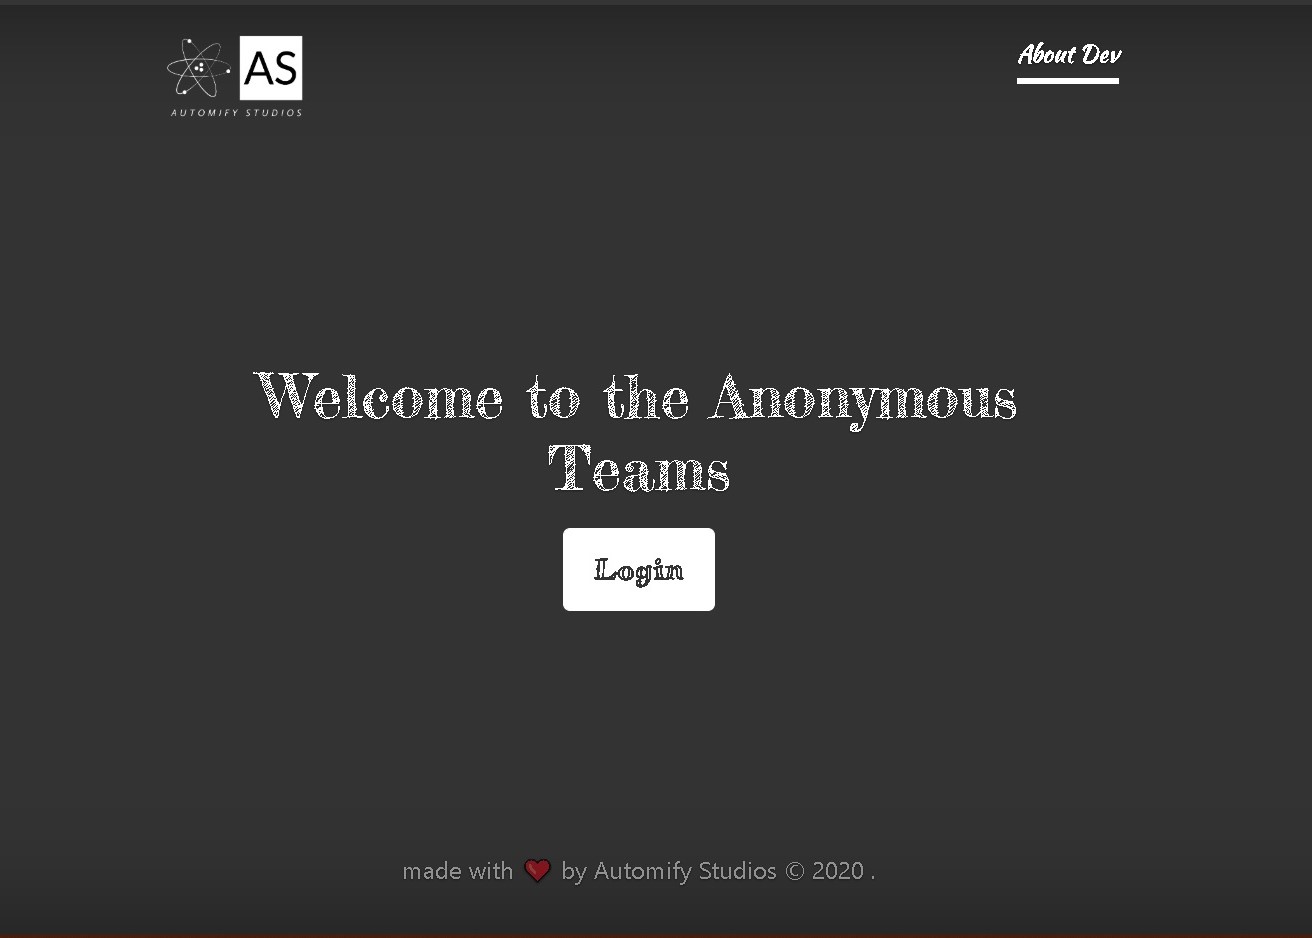 AS
AUTOMIFY STUDIOS
About Dev
Welcome to the Anonymous
Teams
Login
made with ❤ by Automify Studios © 2020 .